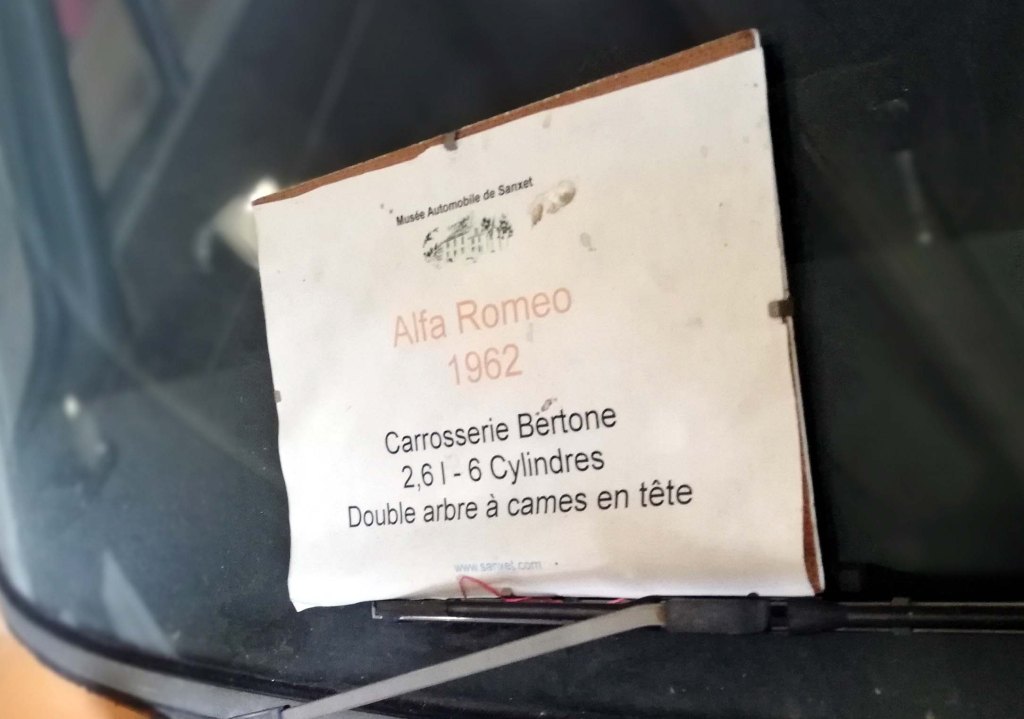 Musée Automobile de Sanxet
Alfa Romeo
1962
Carrosserie Bertone
2,6 l - 6 Cylindres
Double arbre à cames en tête
www.sanxet.com